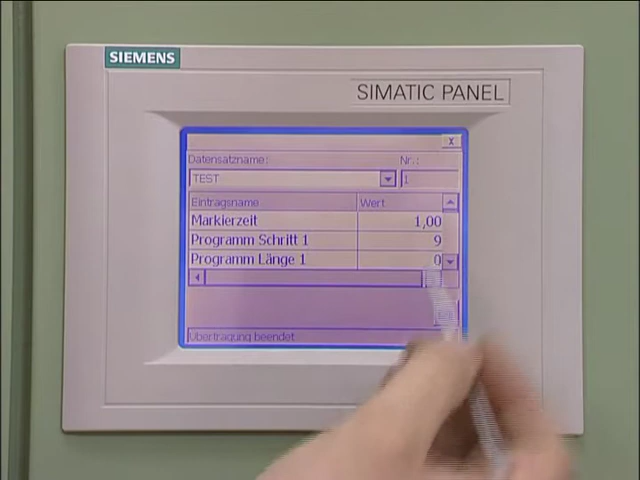 SIEMENS
SIMATIC PANEL
X
Datensatzname: Nr.:
TEST 1
Eintragsname Wert
Markierzeit 1,00
Programm Schritt 1 9
Programm Länge 1 0
Übertragung beendet